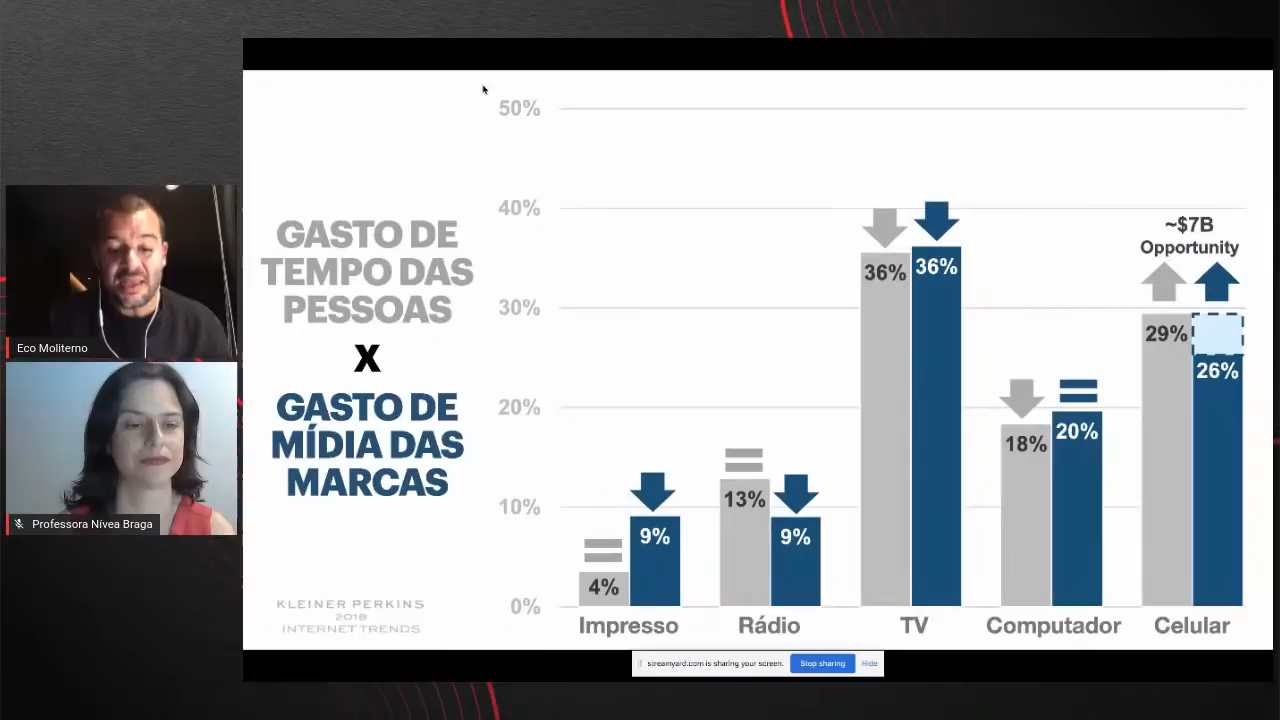 GASTO DE
TEMPO DAS
PESSOAS
X
GASTO DE
MÍDIA DAS
MARCAS
KLEINER PERKINS
2018
INTERNET TRENDS
50%
40%
30%
20%
10%
0%
4%
9%
13%
9%
36%
36%
18%
20%
~$7B
Opportunity
29%
26%
Impresso
Rádio
TV
Computador
Celular
Eco Moliterno
Professora Nívea Braga
streamyard.com is sharing your screen.
Stop sharing
Hide